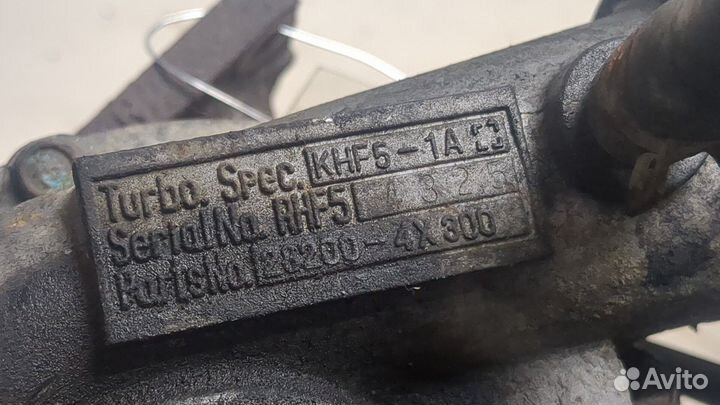 Turbo. Spec. KHF5-1A
Serial No. RHF5
Parts No. 28200-4X300
Avito